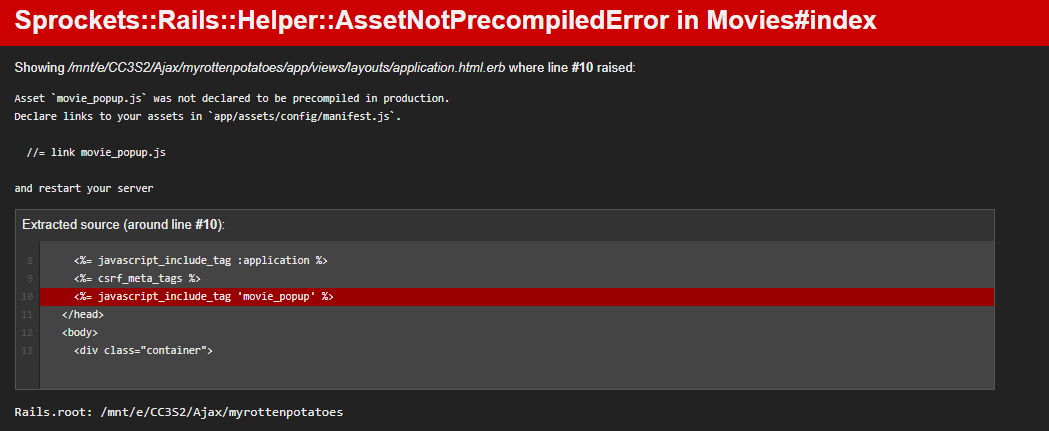 Sprockets::Rails::Helper::AssetNotPrecompiledError in Movies#index
Showing /mnt/e/CC3S2/Ajax/myrottenpotatoes/app/views/layouts/application.html.erb where line #10 raised:
Asset `movie_popup.js` was not declared to be precompiled in production.
Declare links to your assets in `app/assets/config/manifest.js`.
//= link movie_popup.js
and restart your server
Extracted source (around line #10):
8 <%= javascript_include_tag :application %>
9 <%= csrf_meta_tags %>
10 <%= javascript_include_tag 'movie_popup' %>
11 </head>
12 <body>
13 <div class="container">
Rails.root: /mnt/e/CC3S2/Ajax/myrottenpotatoes